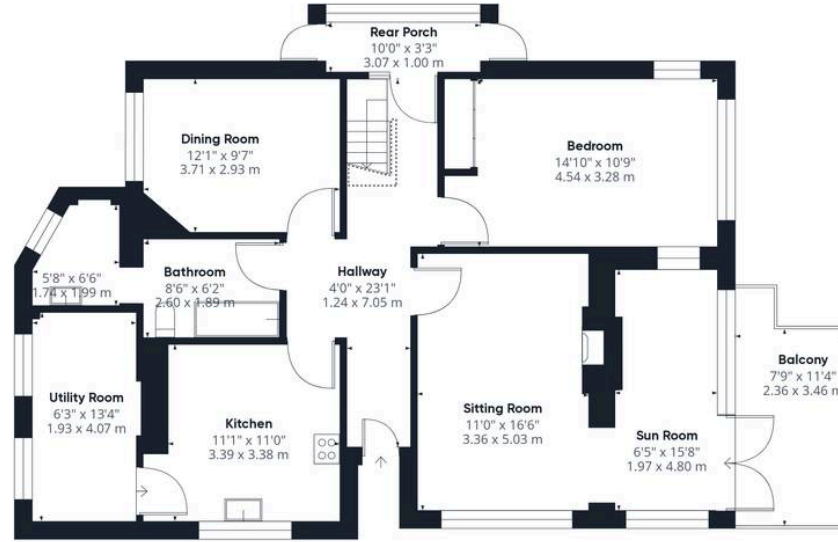 Rear Porch
10'0" x 3'3"
3.07 x 1.00 m
Dining Room
12'1" x 9'7"
3.71 x 2.93 m
Bedroom
14'10" x 10'9"
4.54 x 3.28 m
5'8" x 6'6"
1.74 x 1.99 m
Bathroom
8'6" x 6'2"
2.60 x 1.89 m
Hallway
4'0" x 23'1"
1.24 x 7.05 m
Utility Room
6'3" x 13'4"
1.93 x 4.07 m
Kitchen
11'1" x 11'0"
3.39 x 3.38 m
Sitting Room
11'0" x 16'6"
3.36 x 5.03 m
Sun Room
6'5" x 15'8"
1.97 x 4.80 m
Balcony
7'9" x 11'4"
2.36 x 3.46 m